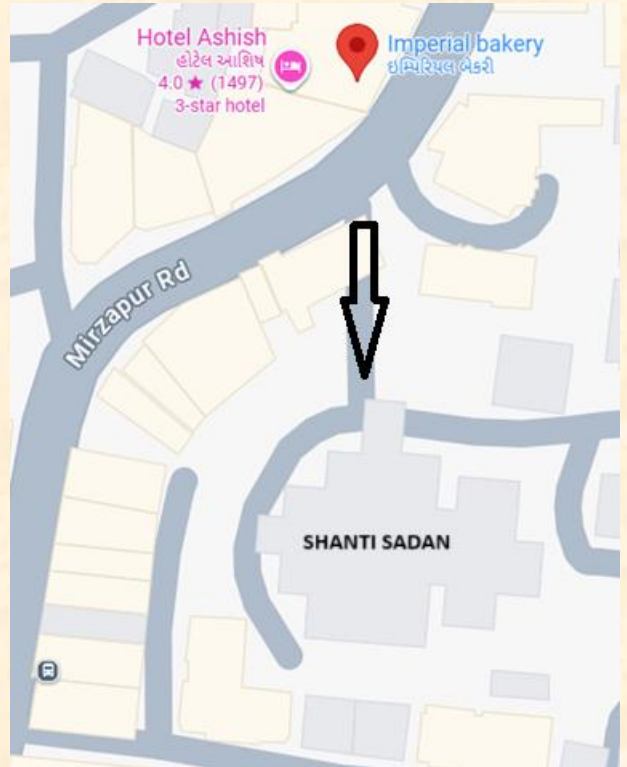 Hotel Ashish
હોટેલ આશિષ
4.0 ★ (1497)
3-star hotel
Imperial bakery
ઇમ્પિરિયલ બેકરી
Mirzapur Rd
SHANTI SADAN